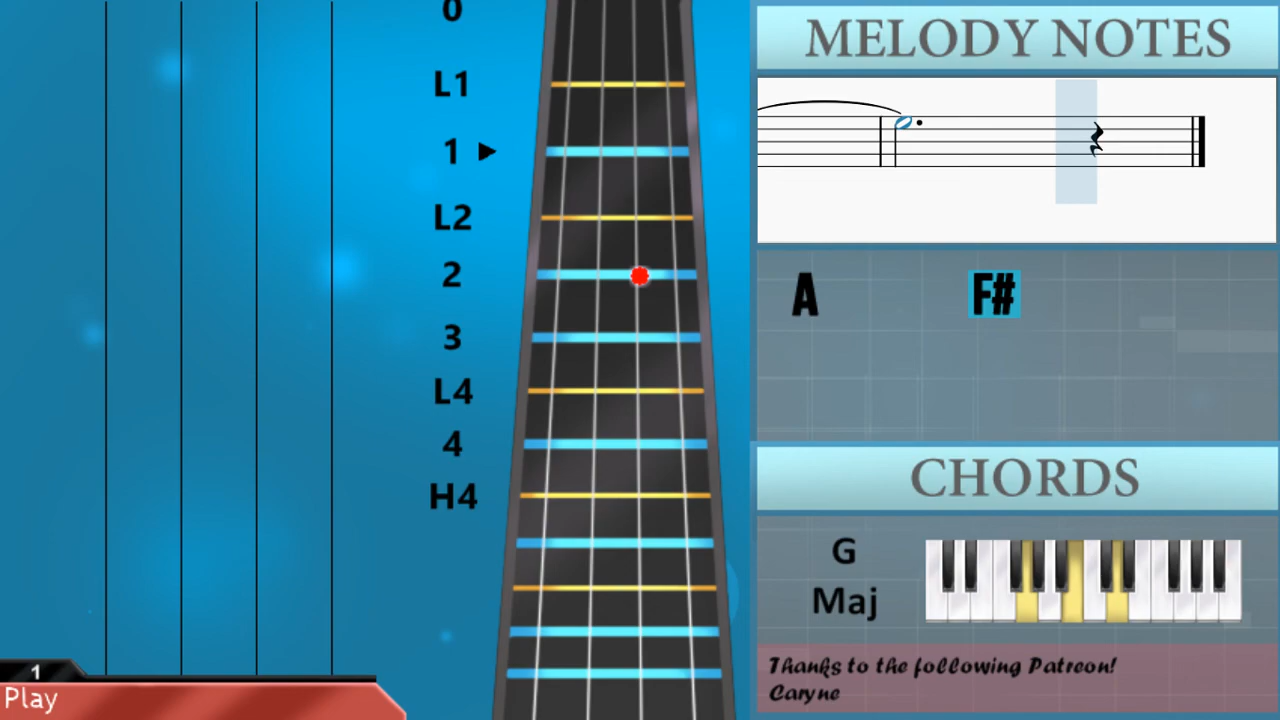 0
L1
1
L2
2
3
L4
4
H4
1
Play
MELODY NOTES
A F#
CHORDS
G
Maj
Thanks to the following Patreon!
Caryne